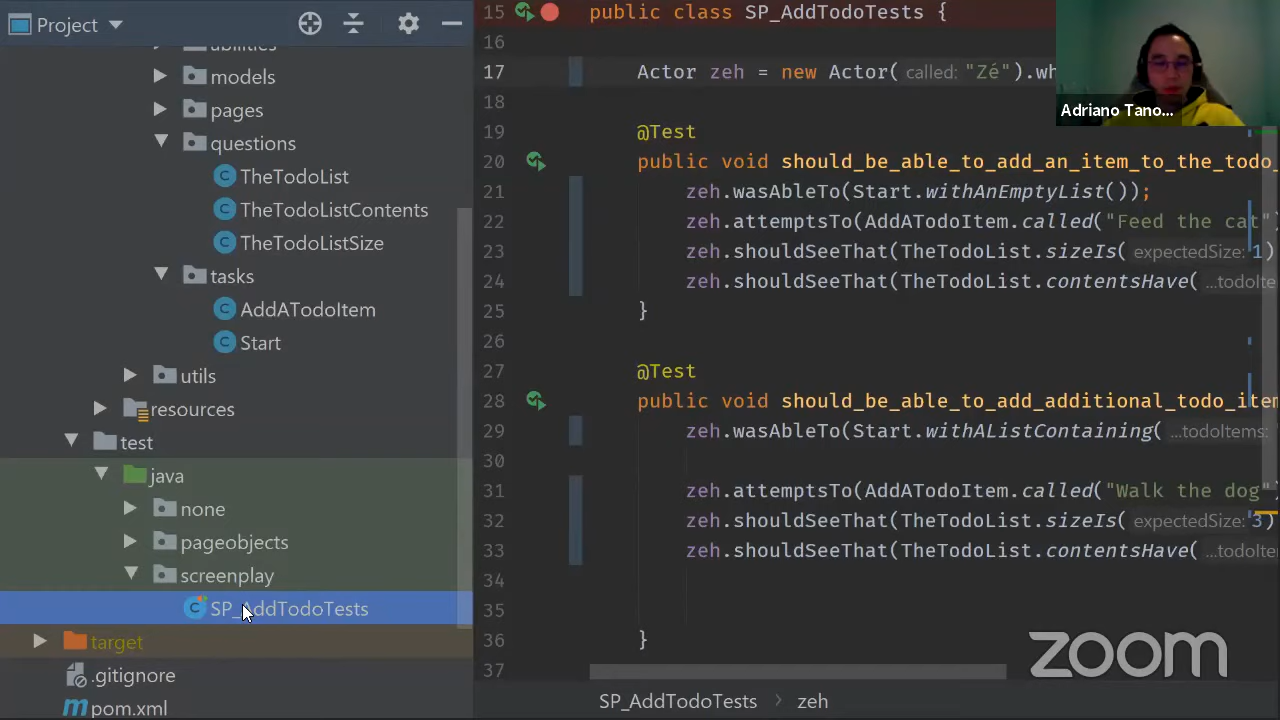 Project
abilities
models
pages
questions
TheTodoList
TheTodoListContents
TheTodoListSize
tasks
AddATodoItem
Start
utils
resources
test
java
none
pageobjects
screenplay
SP_AddTodoTests
target
.gitignore
pom.xml
15 public class SP_AddTodoTests {
16
17 Actor zeh = new Actor( called: "Zé").wh
18
19 @Test
20 public void should_be_able_to_add_an_item_to_the_todo_
21 zeh.wasAbleTo(Start.withAnEmptyList());
22 zeh.attemptsTo(AddATodoItem.called("Feed the cat"
23 zeh.shouldSeeThat(TheTodoList.sizeIs( expectedSize: 1)
24 zeh.shouldSeeThat(TheTodoList.contentsHave( ...todoIte
25 }
26
27 @Test
28 public void should_be_able_to_add_additional_todo_item
29 zeh.wasAbleTo(Start.withAListContaining( ...todoItems:
30
31 zeh.attemptsTo(AddATodoItem.called("Walk the dog"
32 zeh.shouldSeeThat(TheTodoList.sizeIs( expectedSize: 3)
33 zeh.shouldSeeThat(TheTodoList.contentsHave( ...todoIte
34
35
36 }
37
SP_AddTodoTests > zeh
Adriano Tano...
zoom